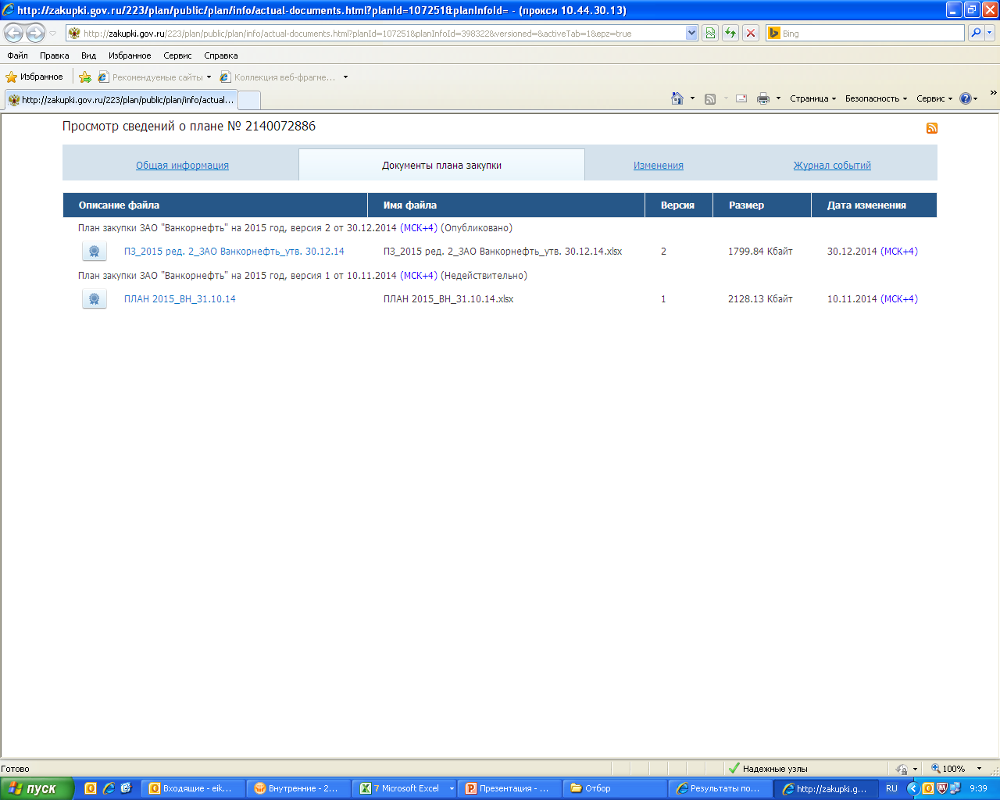 http://zakupki.gov.ru/223/plan/public/plan/info/actual-documents.html?planId=107251&planInfoId= - (прокси 10.44.30.13)
http://zakupki.gov.ru/223/plan/public/plan/info/actual-documents.html?planId=107251&planInfoId=398322&versioned=&activeTab=1&epz=true
Bing
Файл Правка Вид Избранное Сервис Справка
Избранное Рекомендуемые сайты Коллекция веб-фрагме...
http://zakupki.gov.ru/223/plan/public/plan/info/actual... Страница Безопасность Сервис »
Просмотр сведений о плане № 2140072886
Общая информация Документы плана закупки Изменения Журнал событий
Описание файла Имя файла Версия Размер Дата изменения
План закупки ЗАО "Ванкорнефть" на 2015 год, версия 2 от 30.12.2014 (МСК+4) (Опубликовано)
ПЗ_2015 ред. 2_ЗАО Ванкорнефть_утв. 30.12.14 ПЗ_2015 ред. 2_ЗАО Ванкорнефть_утв. 30.12.14.xlsx 2 1799.84 Кбайт 30.12.2014 (МСК+4)
План закупки ЗАО "Ванкорнефть" на 2015 год, версия 1 от 10.11.2014 (МСК+4) (Недействительно)
ПЛАН 2015_ВН_31.10.14 ПЛАН 2015_ВН_31.10.14.xlsx 1 2128.13 Кбайт 10.11.2014 (МСК+4)
Готово Надежные узлы 100%
пуск Входящие - eik... Внутренние - 2... 7 Microsoft Excel Презентация - ... Отбор Результаты по... http://zakupki.g... RU 9:39